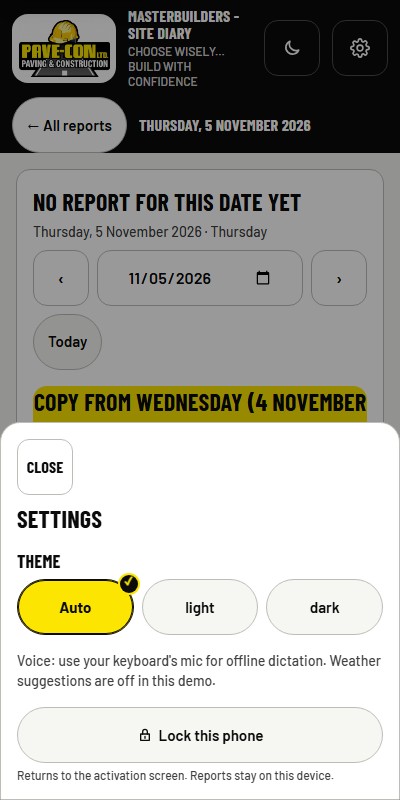 PAVE-CON LTD.
PAVING & CONSTRUCTION
MASTERBUILDERS -
SITE DIARY
CHOOSE WISELY...
BUILD WITH
CONFIDENCE
← All reports
THURSDAY, 5 NOVEMBER 2026
NO REPORT FOR THIS DATE YET
Thursday, 5 November 2026 · Thursday
‹
11/05/2026
›
Today
COPY FROM WEDNESDAY (4 NOVEMBER
CLOSE
SETTINGS
THEME
Auto
light
dark
Voice: use your keyboard's mic for offline dictation. Weather
suggestions are off in this demo.
Lock this phone
Returns to the activation screen. Reports stay on this device.